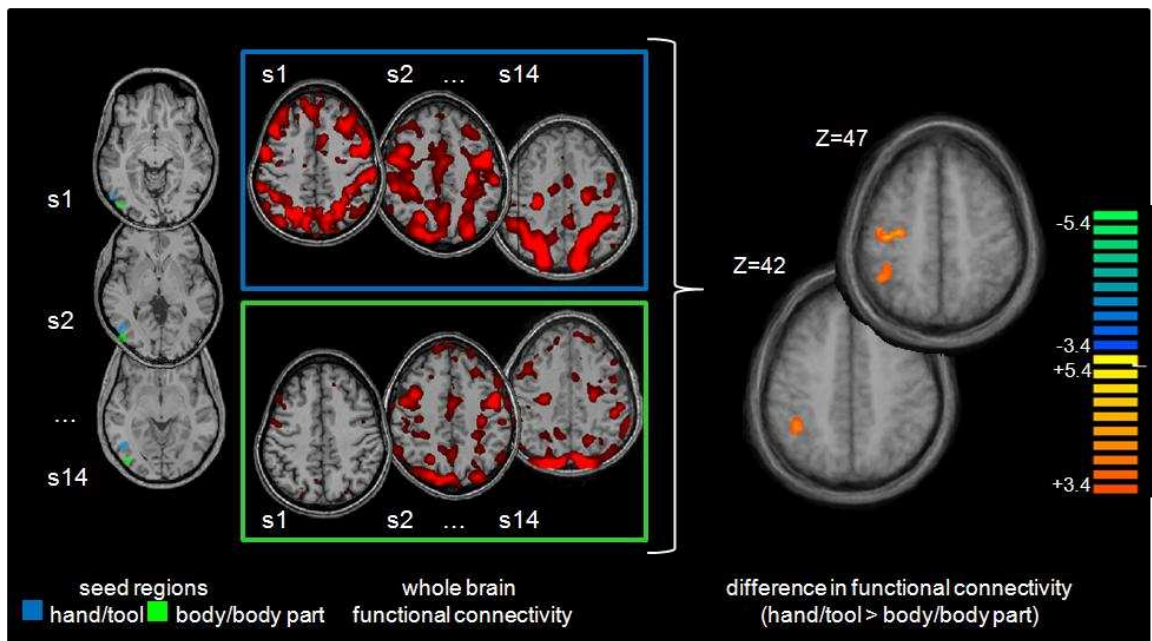 s1
s2
...
s14
s1
s2 ... s14
s1
s2 ... s14
Z=47
Z=42
-5.4
-3.4
+5.4
+3.4
seed regions
hand/tool body/body part
whole brain
functional connectivity
difference in functional connectivity
(hand/tool > body/body part)